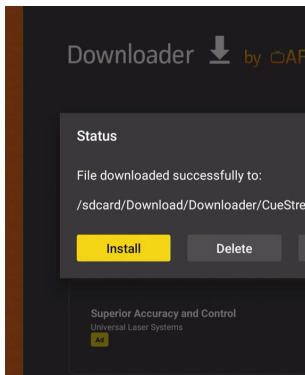 Downloader by AF
Status
File downloaded successfully to:
/sdcard/Download/Downloader/CueStre
Install Delete
Superior Accuracy and Control
Universal Laser Systems
Ad